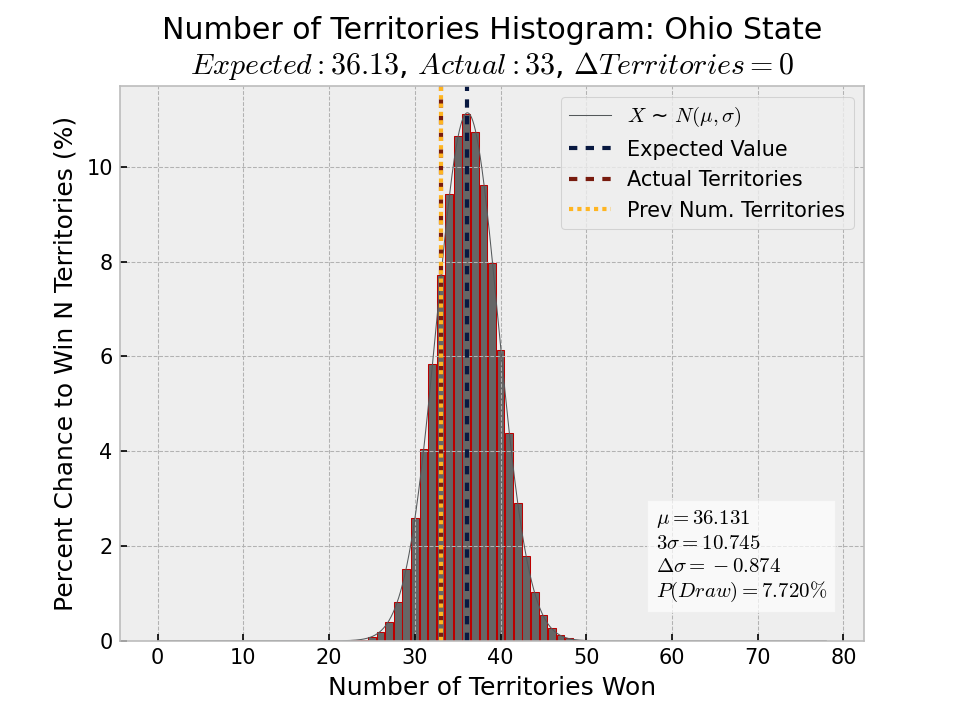 Number of Territories Histogram: Ohio State
Expected : 36.13, Actual : 33, ΔTerritories = 0
X ∼ N(μ, σ)
Expected Value
Actual Territories
Prev Num. Territories
Percent Chance to Win N Territories (%)
10
8
6
4
2
0
μ = 36.131
3σ = 10.745
Δσ = −0.874
P(Draw) = 7.720%
0 10 20 30 40 50 60 70 80
Number of Territories Won